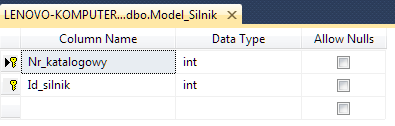 LENOVO-KOMPUTER...dbo.Model_Silnik
Column Name Data Type Allow Nulls
Nr_katalogowy int
Id_silnik int